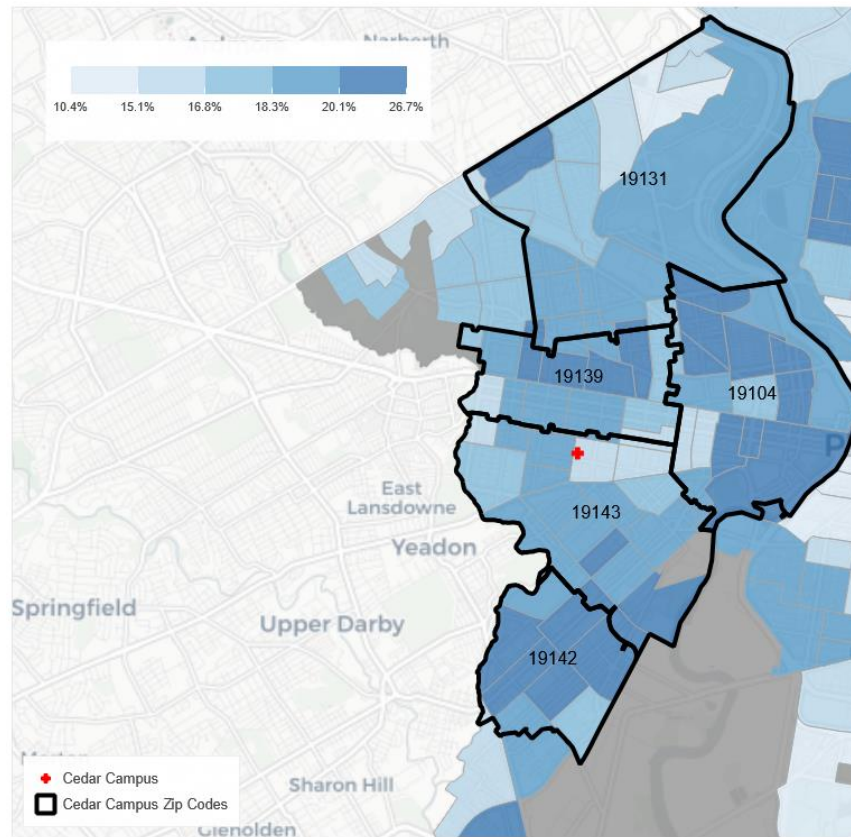 Narberth
10.4% 15.1% 16.8% 18.3% 20.1% 26.7%
19131
19139
19104
East
Lansdowne
19143
Yeadon
Springfield
Upper Darby
19142
Cedar Campus
Sharon Hill
Cedar Campus Zip Codes
Glenolden